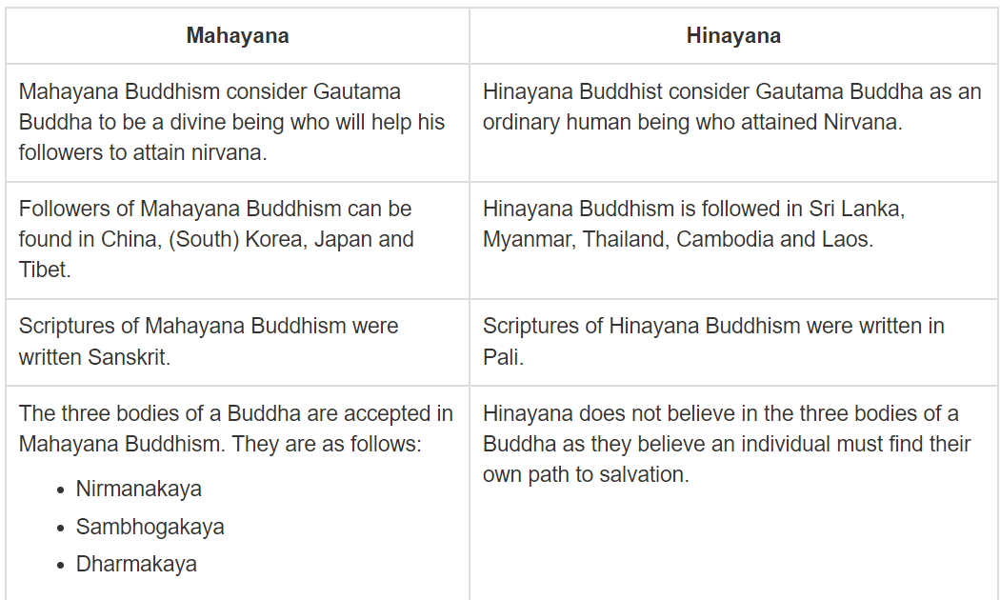 Mahayana
Hinayana
Mahayana Buddhism consider Gautama
Buddha to be a divine being who will help his
followers to attain nirvana.
Hinayana Buddhist consider Gautama Buddha as an
ordinary human being who attained Nirvana.
Followers of Mahayana Buddhism can be
found in China, (South) Korea, Japan and
Tibet.
Hinayana Buddhism is followed in Sri Lanka,
Myanmar, Thailand, Cambodia and Laos.
Scriptures of Mahayana Buddhism were
written Sanskrit.
Scriptures of Hinayana Buddhism were written in
Pali.
The three bodies of a Buddha are accepted in
Mahayana Buddhism. They are as follows:
• Nirmanakaya
• Sambhogakaya
• Dharmakaya
Hinayana does not believe in the three bodies of a
Buddha as they believe an individual must find their
own path to salvation.